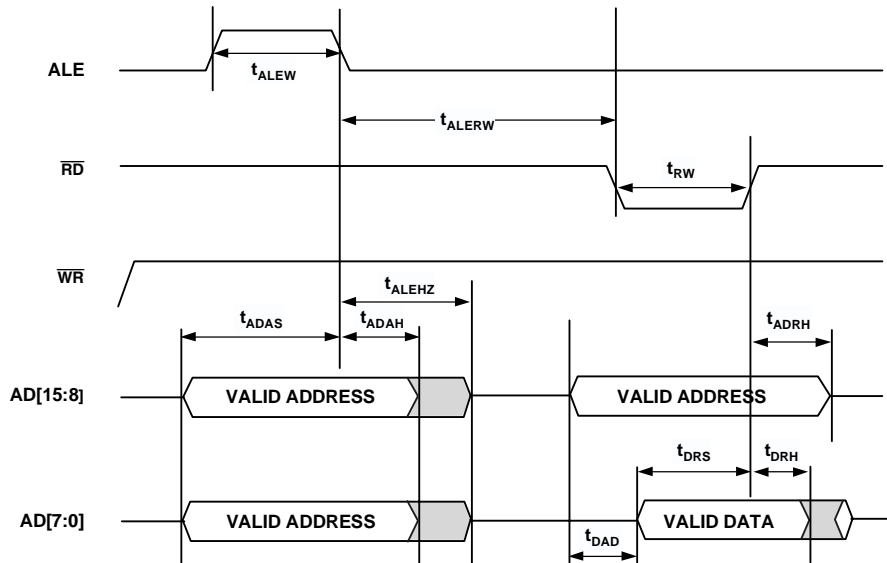 ALE
tALEW
tALERW
RD
tRW
WR
tALEHZ
tADAS
tADAH
tADRH
AD[15:8]
VALID ADDRESS
VALID ADDRESS
tDRS
tDRH
AD[7:0]
VALID ADDRESS
VALID DATA
tDAD